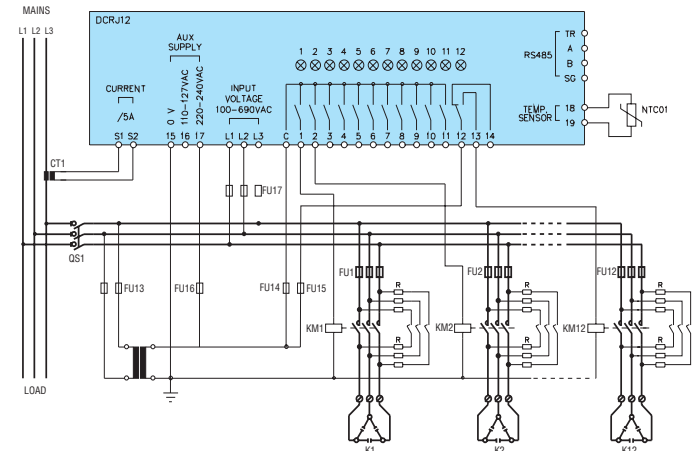 MAINS
L1 L2 L3
DCRJ12
AUX
SUPPLY
CURRENT
/5A
S1 S2
0 V
110-127VAC
220-240VAC
15 16 17
INPUT
VOLTAGE
100-690VAC
L1 L2 L3
1 2 3 4 5 6 7 8 9 10 11 12
C 1 2 3 4 5 6 7 8 9 10 11 12 13 14
RS485
TR
A
B
SG
TEMP.
SENSOR
18
19
NTC01
CT1
FU17
QS1
FU13
FU16
FU14
FU15
FU1
FU2
FU12
R
R
R
KM1
KM2
KM12
R
R
R
LOAD
K1
K2
K12